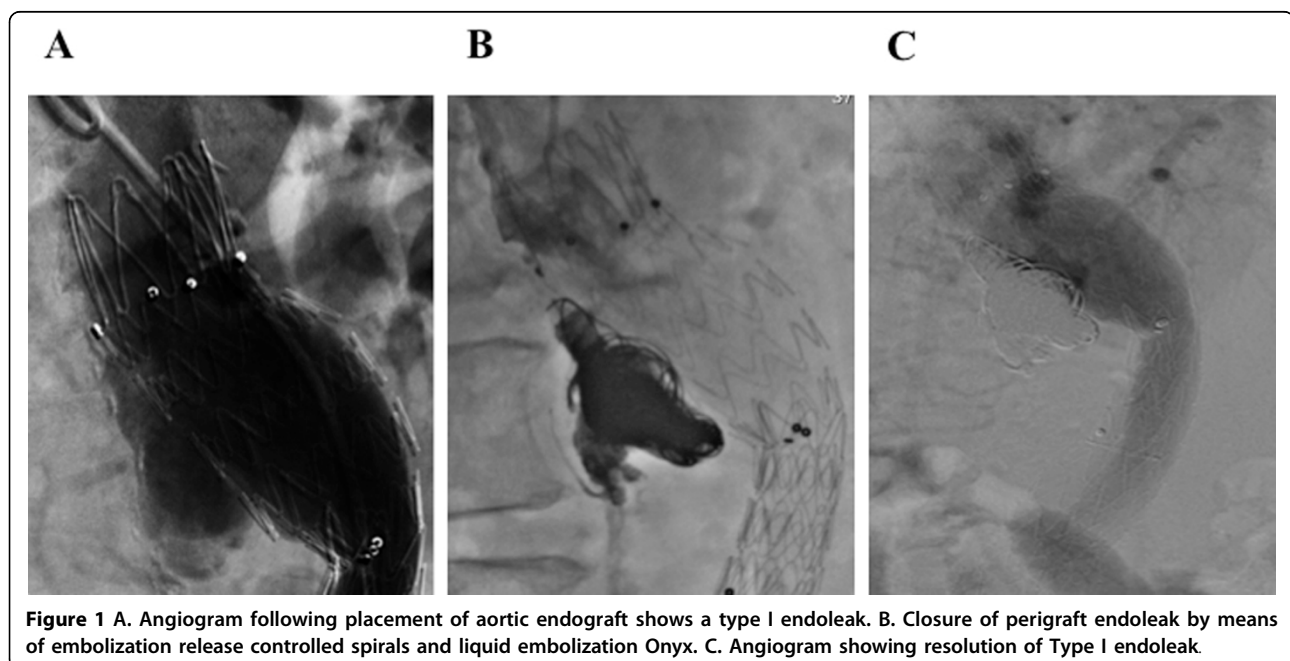 A
B
C
Figure 1 A. Angiogram following placement of aortic endograft shows a type I endoleak. B. Closure of perigraft endoleak by means
of embolization release controlled spirals and liquid embolization Onyx. C. Angiogram showing resolution of Type I endoleak.